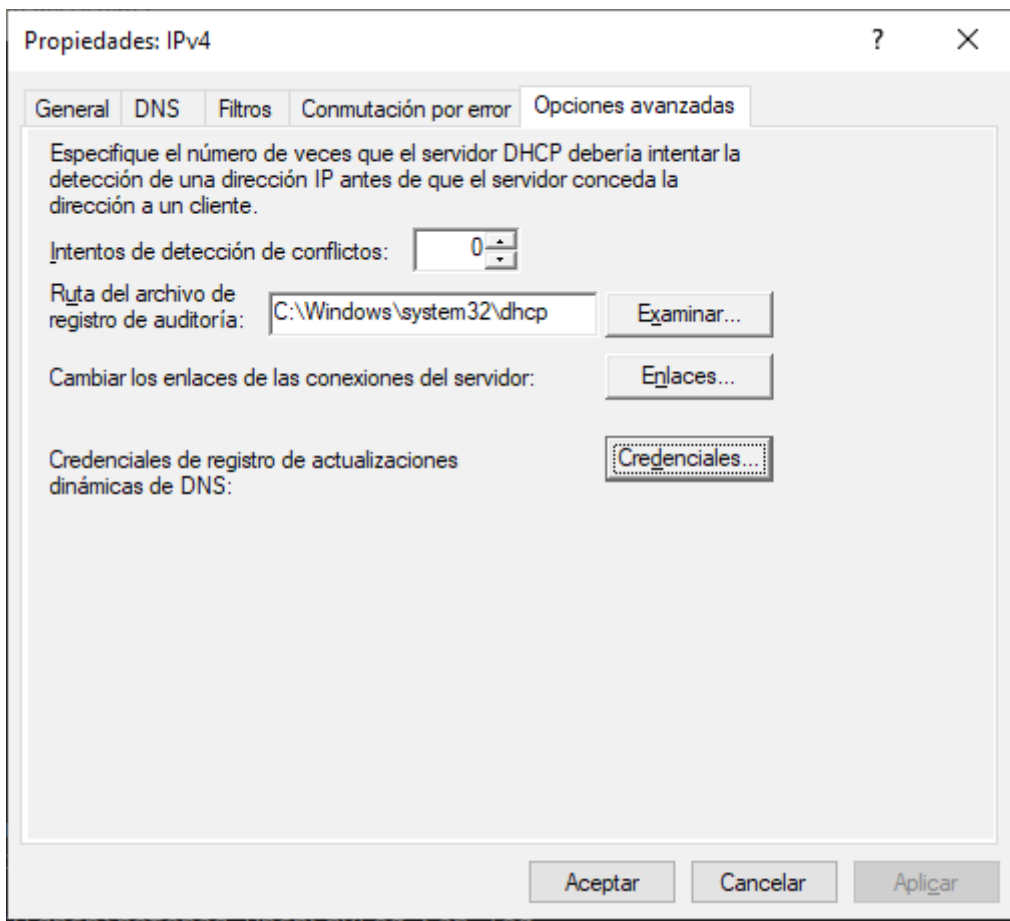 Propiedades: IPv4
?
General
DNS
Filtros
Conmutación por error
Opciones avanzadas
Especifique el número de veces que el servidor DHCP debería intentar la
detección de una dirección IP antes de que el servidor conceda la
dirección a un cliente.
Intentos de detección de conflictos:
0
Ruta del archivo de
registro de auditoría:
C:\Windows\system32\dhcp
Examinar...
Cambiar los enlaces de las conexiones del servidor:
Enlaces...
Credenciales de registro de actualizaciones
dinámicas de DNS:
Credenciales...
Aceptar
Cancelar
Aplicar